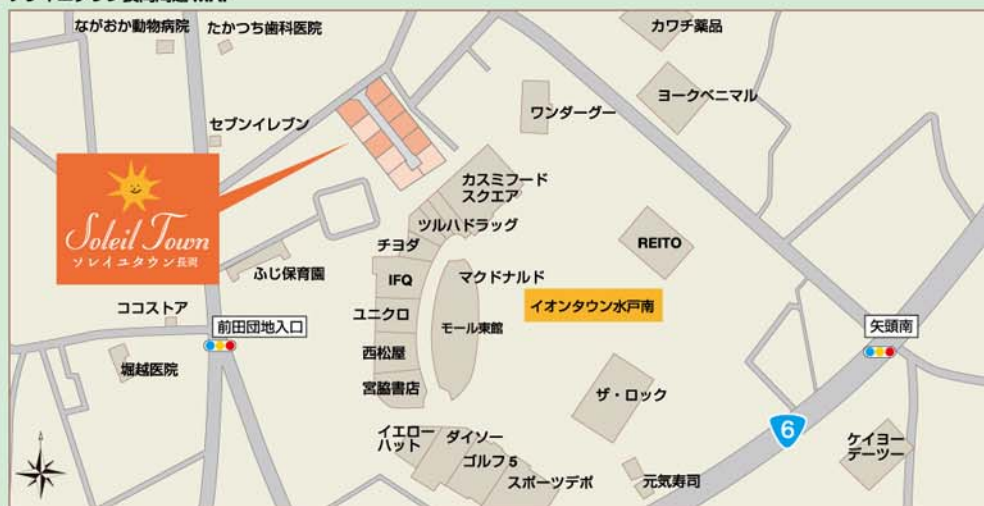 ながおか動物病院
たかつち歯科医院
カワチ薬品
ヨークベニマル
ワンダーグー
セブンイレブン
カスミフード
スクエア
Soleil Town
ソレイユタウン長岡
ツルハドラッグ
チヨダ
REITO
ふじ保育園
IFQ
マクドナルド
イオンタウン水戸南
ココストア
前田団地入口
ユニクロ
モール東館
矢頭南
堀越医院
西松屋
宮脇書店
ザ・ロック
6
イエロー
ハット
ダイソー
ゴルフ5
スポーツデポ
元気寿司
ケイヨー
デーツー